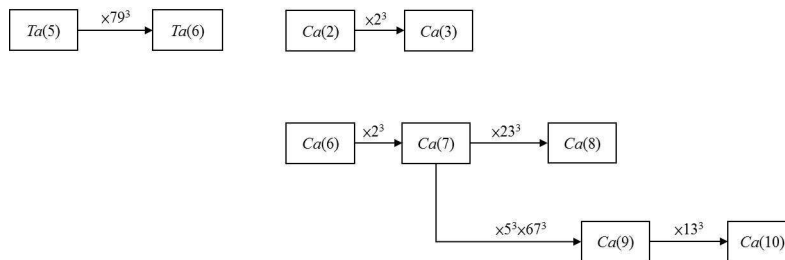 Ta(5) ×79³ Ta(6) Ca(2) ×2³ Ca(3)
Ca(6) ×2³ Ca(7) ×23³ Ca(8)
×5³×67³ Ca(9) ×13³ Ca(10)